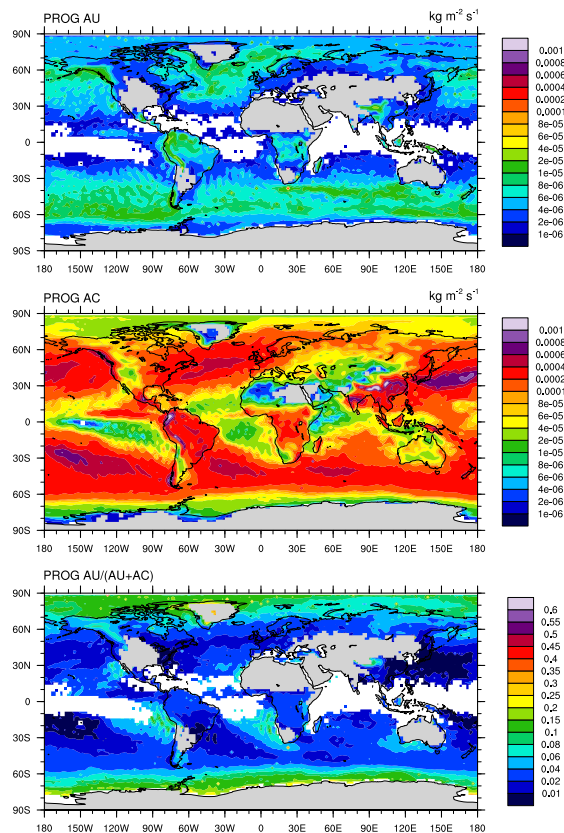 PROG AU kg m⁻² s⁻¹
90N
60N
30N
0
30S
60S
90S
180 150W 120W 90W 60W 30W 0 30E 60E 90E 120E 150E 180
0.001
0.0008
0.0006
0.0004
0.0002
0.0001
8e-05
6e-05
4e-05
2e-05
1e-05
8e-06
6e-06
4e-06
2e-06
1e-06
PROG AC kg m⁻² s⁻¹
90N
60N
30N
0
30S
60S
90S
180 150W 120W 90W 60W 30W 0 30E 60E 90E 120E 150E 180
0.001
0.0008
0.0006
0.0004
0.0002
0.0001
8e-05
6e-05
4e-05
2e-05
1e-05
8e-06
6e-06
4e-06
2e-06
1e-06
PROG AU/(AU+AC)
90N
60N
30N
0
30S
60S
90S
180 150W 120W 90W 60W 30W 0 30E 60E 90E 120E 150E 180
0.6
0.55
0.5
0.45
0.4
0.35
0.3
0.25
0.2
0.15
0.1
0.08
0.06
0.04
0.02
0.01